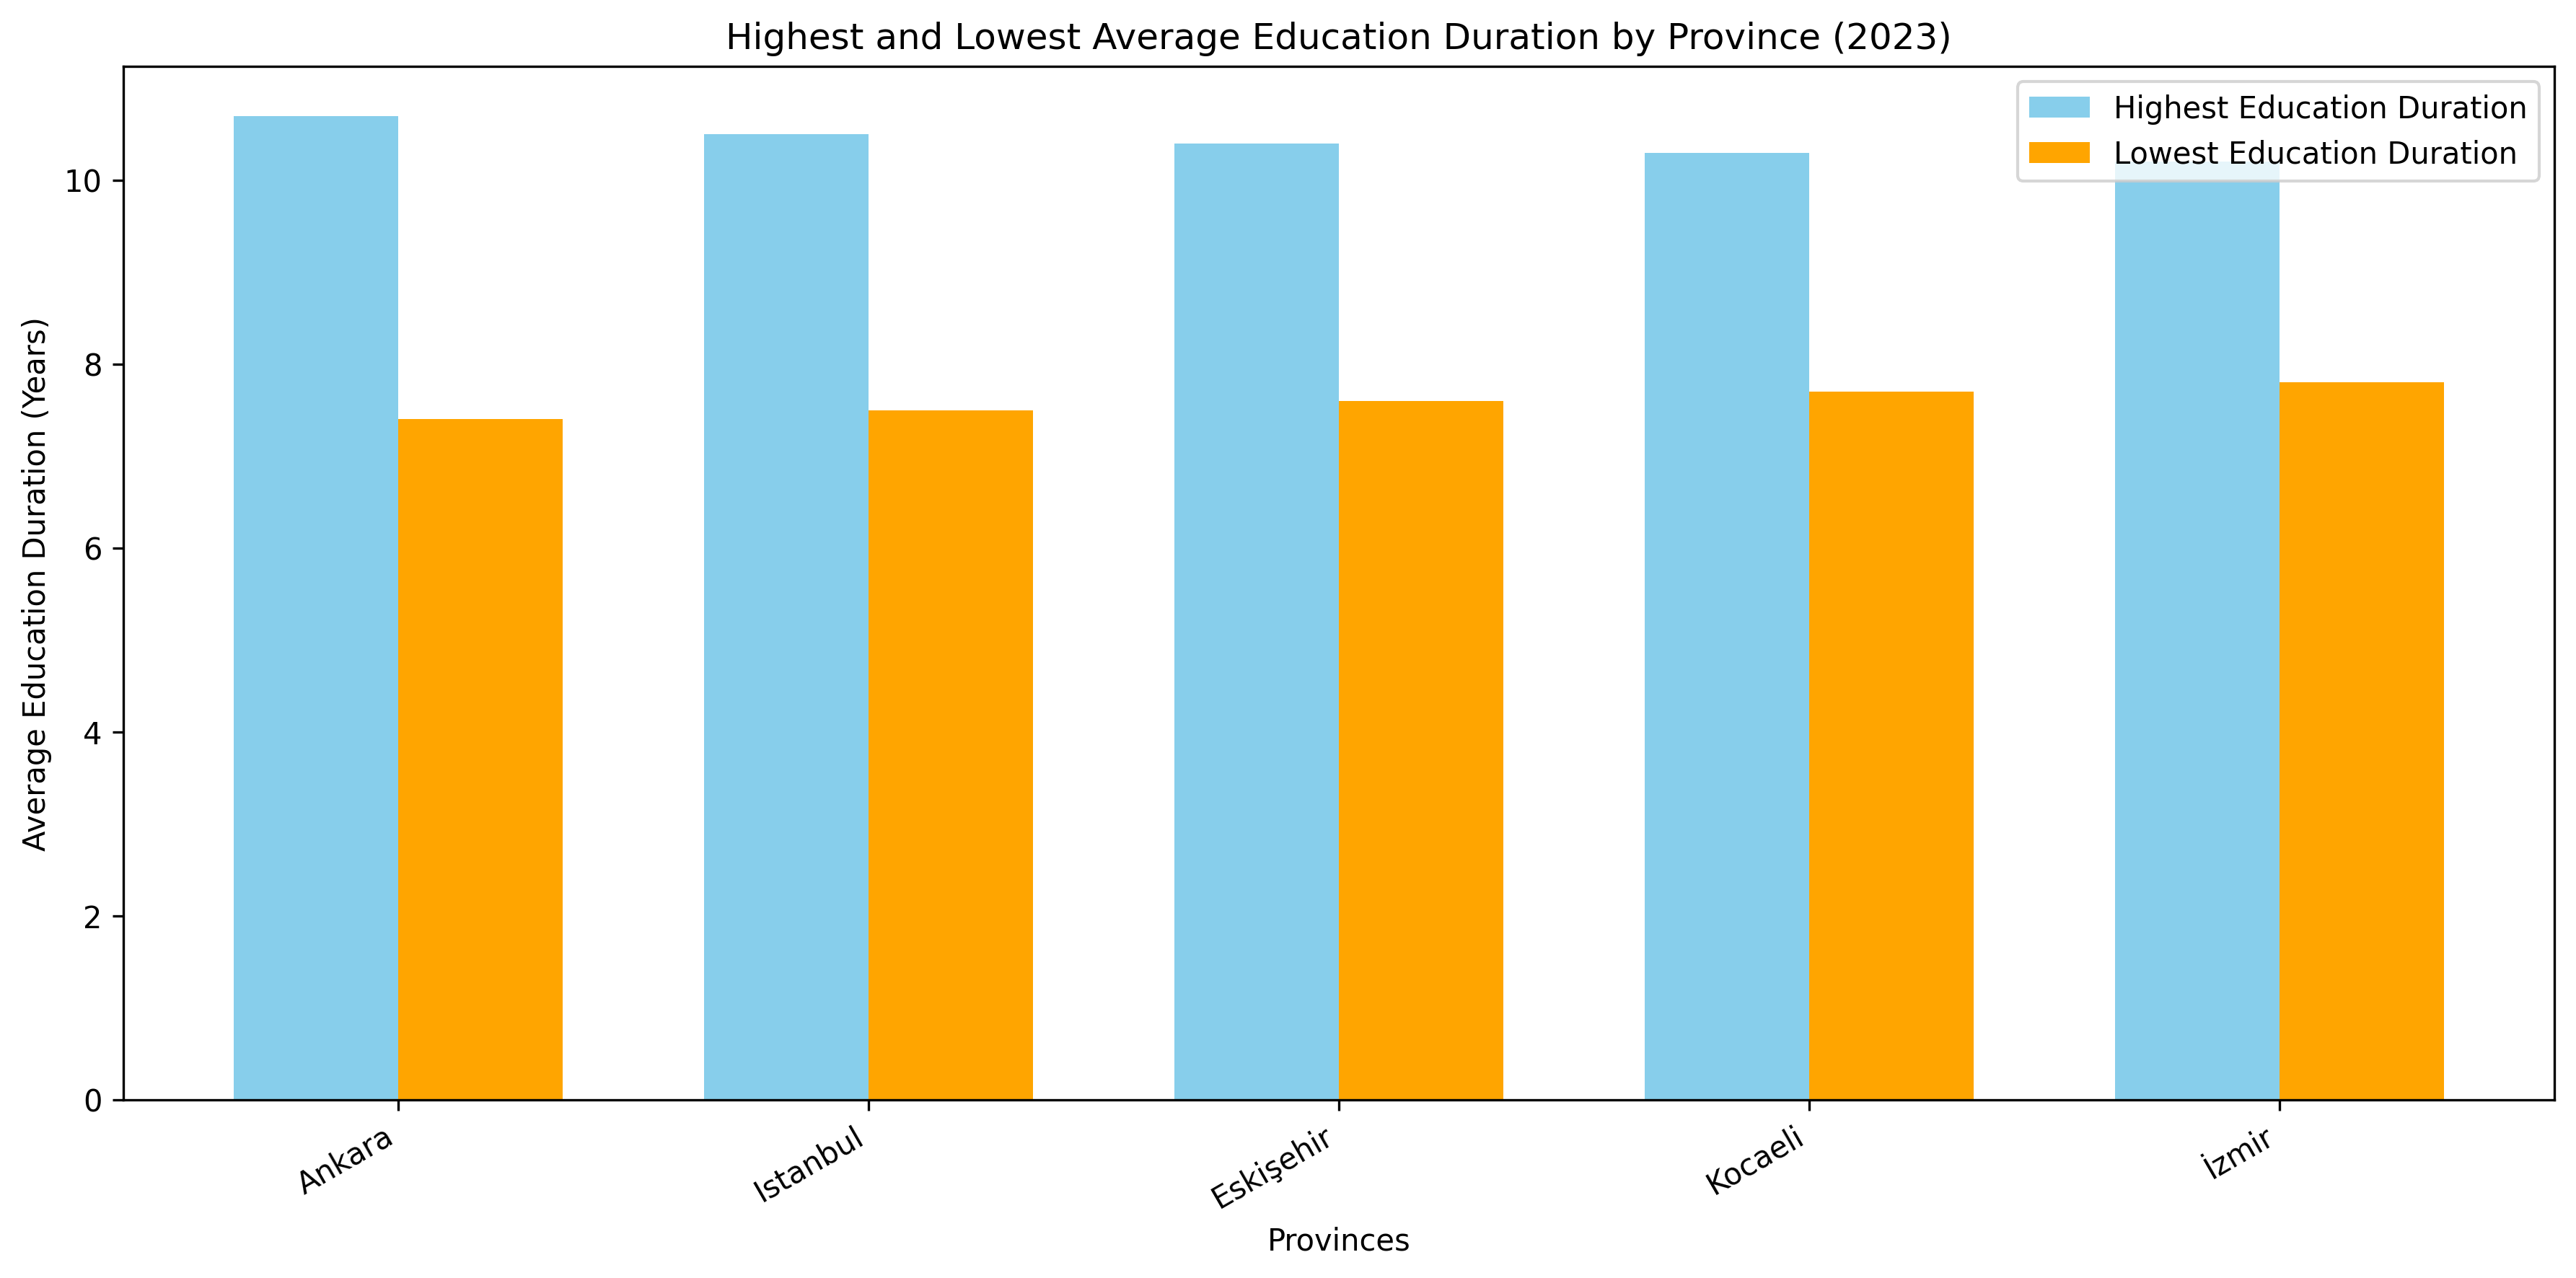 Highest and Lowest Average Education Duration by Province (2023)
Highest Education Duration
Lowest Education Duration
Average Education Duration (Years)
10
8
6
4
2
0
Ankara
Istanbul
Eskişehir
Kocaeli
İzmir
Provinces